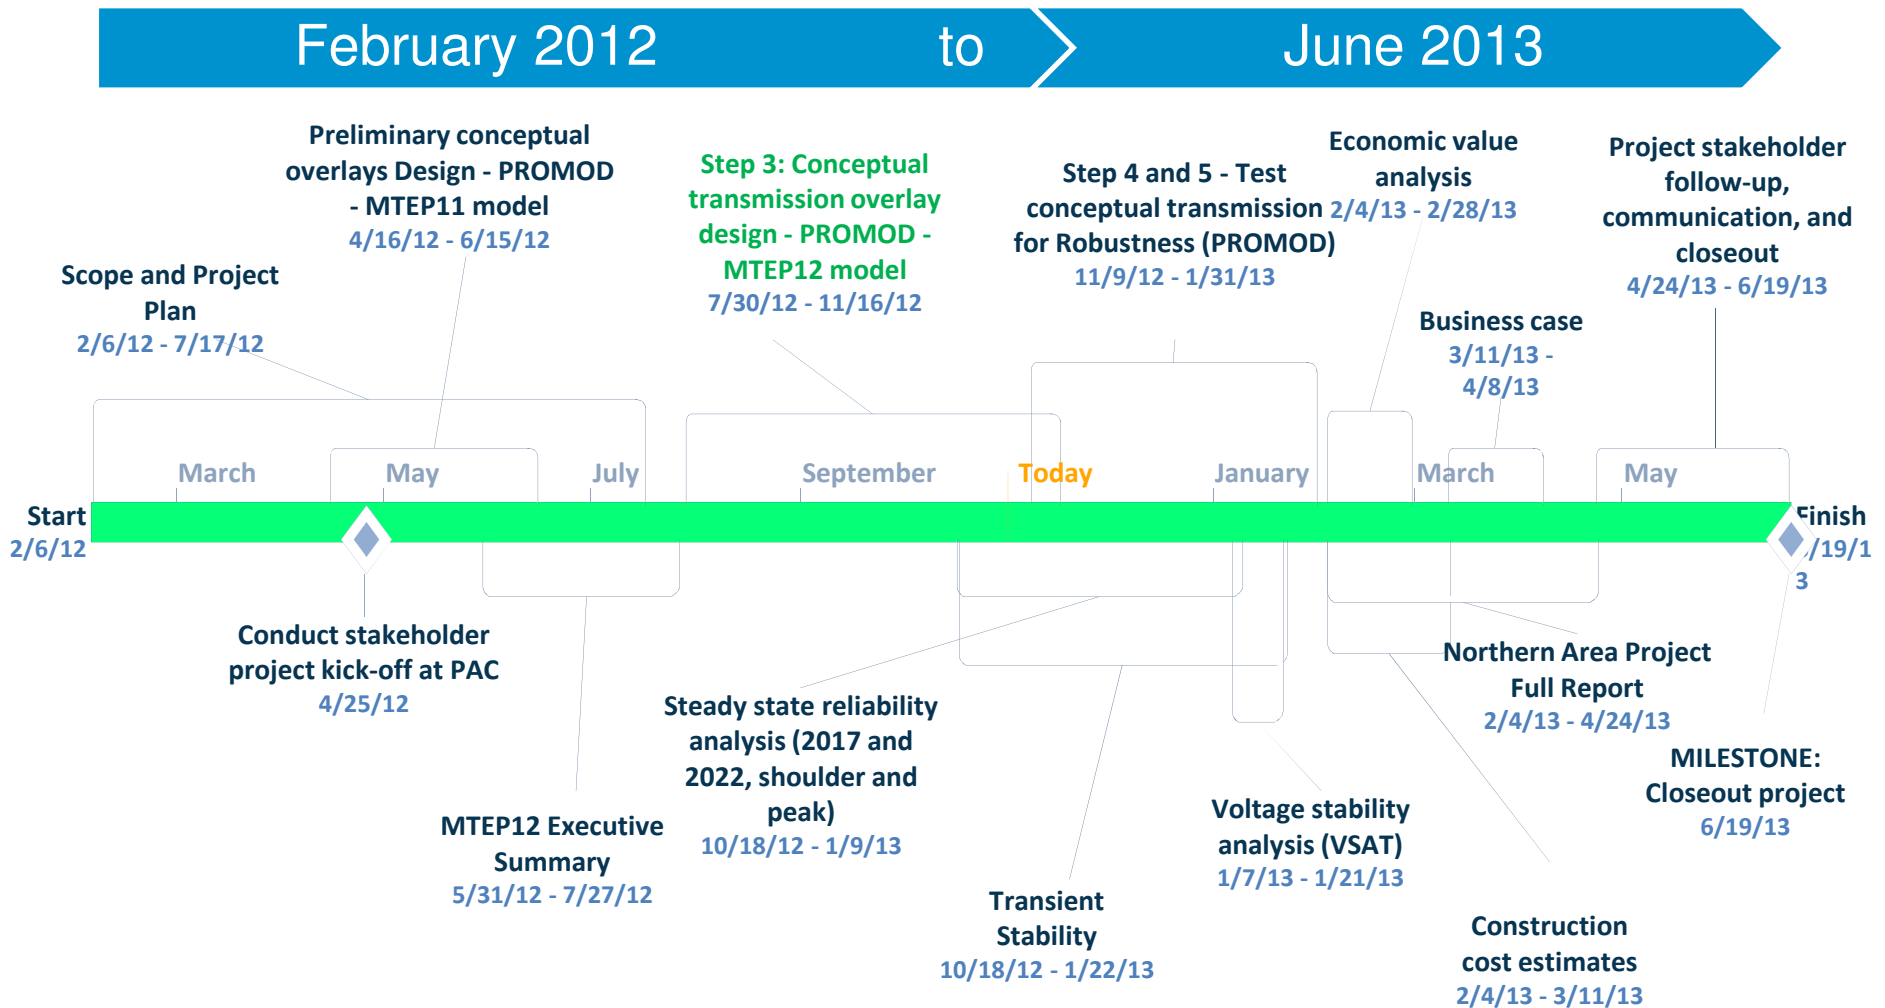 February 2012 to June 2013
Preliminary conceptual
overlays Design - PROMOD
- MTEP11 model
4/16/12 - 6/15/12
Step 3: Conceptual
transmission overlay
design - PROMOD -
MTEP12 model
7/30/12 - 11/16/12
Step 4 and 5 - Test
conceptual transmission
for Robustness (PROMOD)
11/9/12 - 1/31/13
Economic value
analysis
2/4/13 - 2/28/13
Project stakeholder
follow-up,
communication, and
closeout
4/24/13 - 6/19/13
Scope and Project
Plan
2/6/12 - 7/17/12
Business case
3/11/13 -
4/8/13
March May July September Today January March May
Start
2/6/12
Finish
/19/1
3
Conduct stakeholder
project kick-off at PAC
4/25/12
MTEP12 Executive
Summary
5/31/12 - 7/27/12
Steady state reliability
analysis (2017 and
2022, shoulder and
peak)
10/18/12 - 1/9/13
Transient
Stability
10/18/12 - 1/22/13
Voltage stability
analysis (VSAT)
1/7/13 - 1/21/13
Northern Area Project
Full Report
2/4/13 - 4/24/13
MILESTONE:
Closeout project
6/19/13
Construction
cost estimates
2/4/13 - 3/11/13